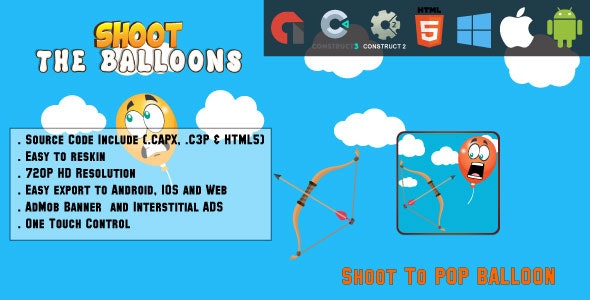 SHOOT
THE BALLOONS
CONSTRUCT 3
CONSTRUCT 2
HTML
5
. Source Code Include (.CAPX, .C3P & HTML5)
. Easy to reskin
. 720P HD Resolution
. Easy export to Android, IOS and Web
. AdMob Banner and Interstitial ADS
. One Touch Control
Shoot To POP BALLOON